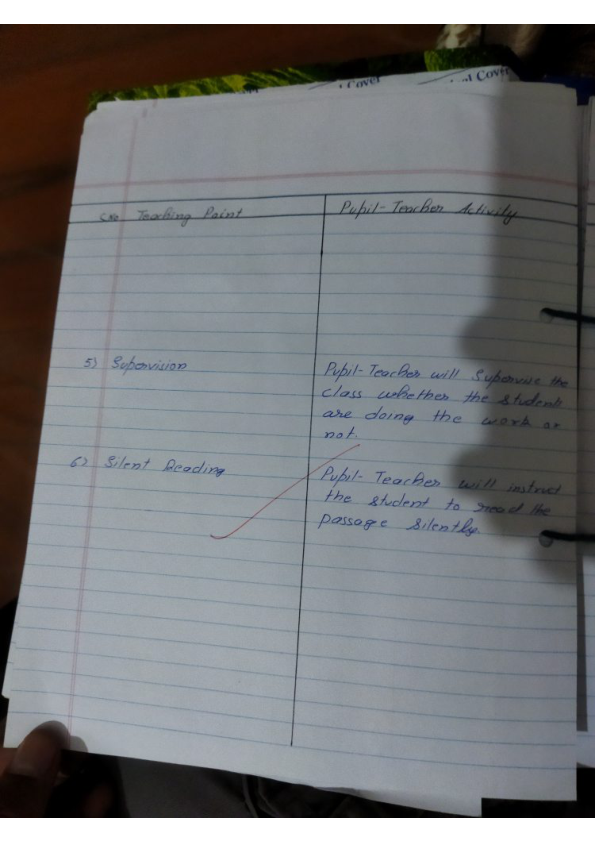 l Cover
al Cover
Teaching Point
Pupil-Teacher Activity
5) Supervision
Pupil-Teacher will Supervise the
class whether the students
are doing the work or
not.
6) Silent Reading
Pupil-Teacher will instruct
the student to read the
passage silently.